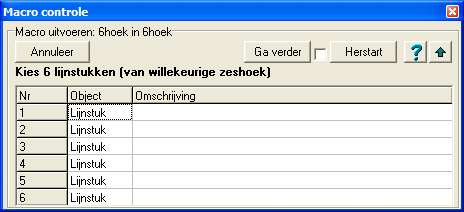 Macro controle
Macro uitvoeren: 6hoek in 6hoek
Annuleer Ga verder Herstart ?
Kies 6 lijnstukken (van willekeurige zeshoek)
Nr Object Omschrijving
1 Lijnstuk
2 Lijnstuk
3 Lijnstuk
4 Lijnstuk
5 Lijnstuk
6 Lijnstuk